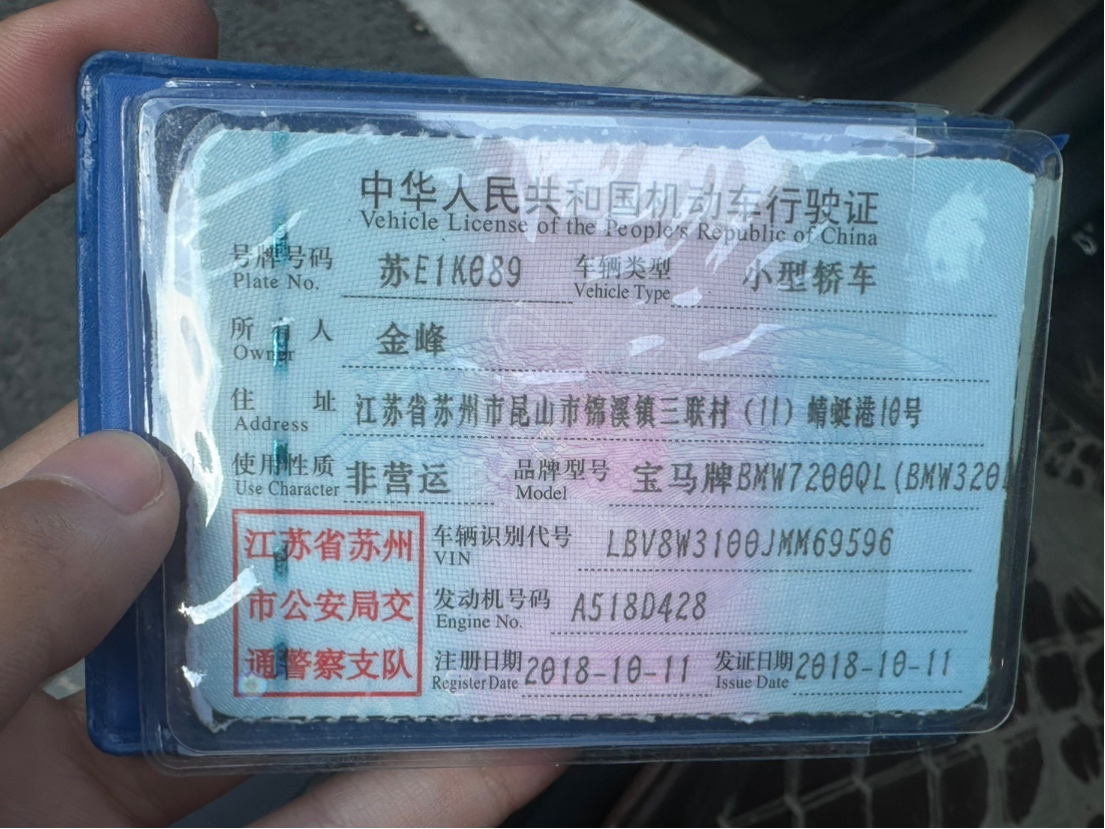 中华人民共和国机动车行驶证
Vehicle License of the People's Republic of China
号牌号码 苏E1K089 车辆类型 小型轿车
Plate No. Vehicle Type
所有人 金峰
Owner
住址 江苏省苏州市昆山市锦溪镇三联村（11）蜻蜓港10号
Address
使用性质 非营运 品牌型号 宝马牌BMW7200QL(BMW320
Use Character Model
江苏省苏州
市公安局交
通警察支队
车辆识别代号 LBV8W3100JMM69596
VIN
发动机号码 A518D428
Engine No.
注册日期 2018-10-11 发证日期 2018-10-11
Register Date Issue Date